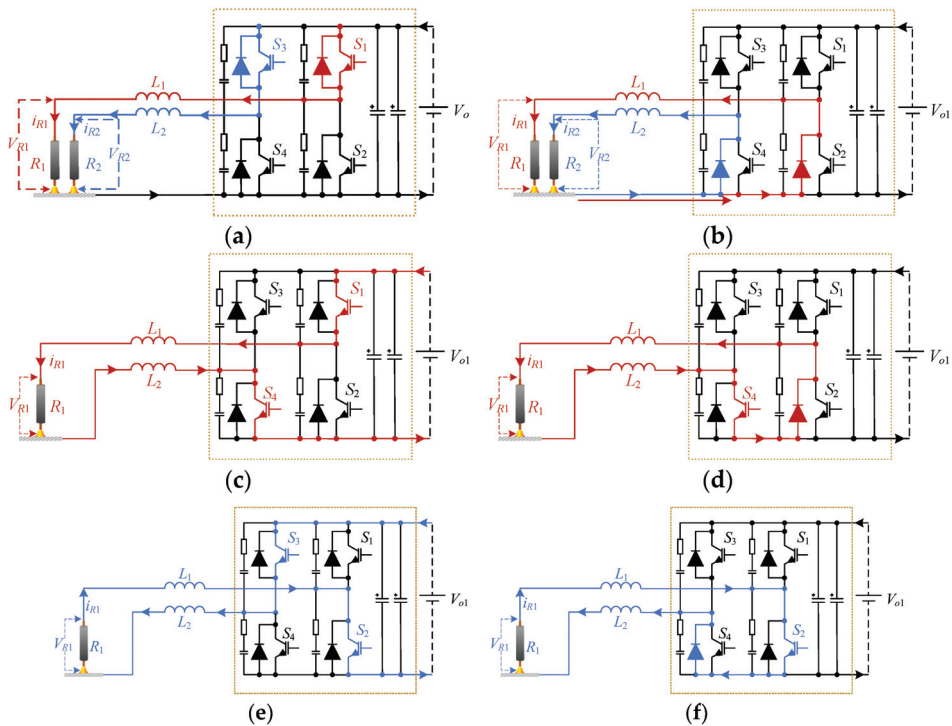 S3 S1
L1
iR1 iR2 L2 Vo
VR1 R1 R2 VR2 S4 S2
(a)
S3 S1
L1
iR1 iR2 L2 Vo1
VR1 R1 R2 VR2 S4 S2
(b)
S3 S1
L1
iR1 L2 Vo1
VR1 R1 S4 S2
(c)
S3 S1
L1
iR1 L2 Vo1
VR1 R1 S4 S2
(d)
S3 S1
L1
iR1 L2 Vo1
VR1 R1 S4 S2
(e)
S3 S1
L1
iR1 L2 Vo1
VR1 R1 S4 S2
(f)